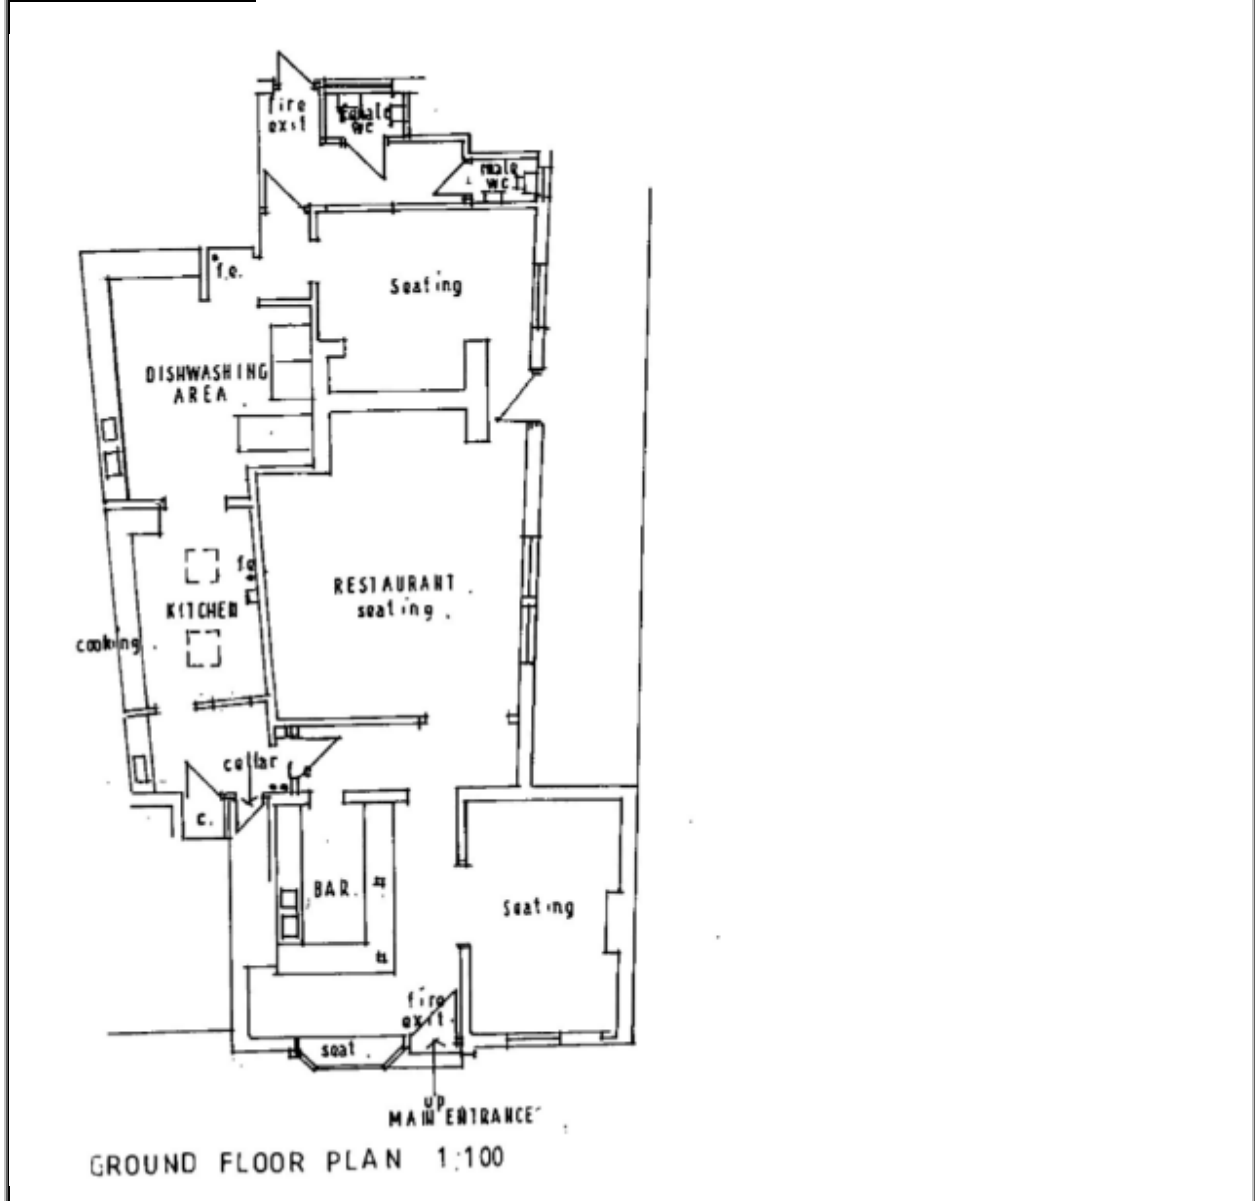 fire
exit
female
wc
male
wc
f.e.
Seating
DISHWASHING
AREA
f.e
RESTAURANT
seating
KITCHEN
cooking
cellar
f.e
c.
BAR.
Seating
fire
exit.
seat
up
MAIN ENTRANCE
GROUND FLOOR PLAN 1:100